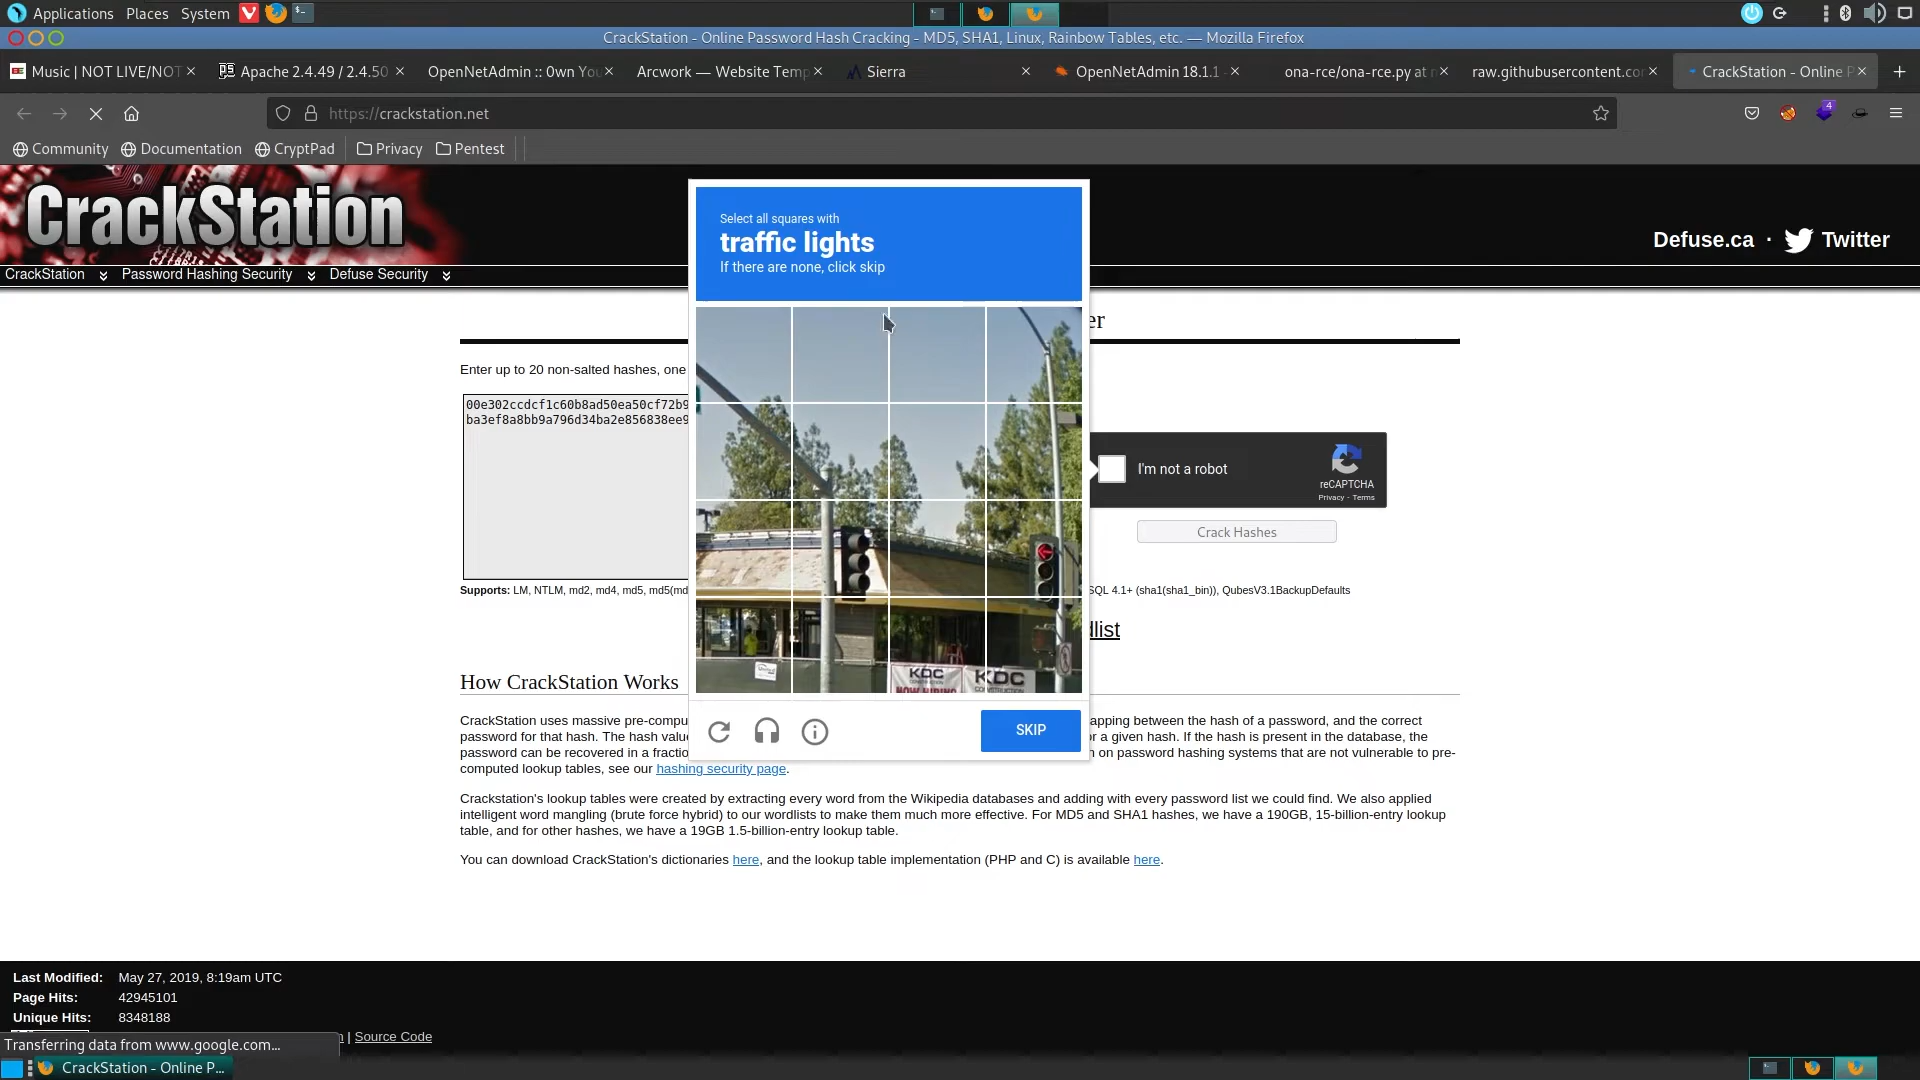 Applications Places System
CrackStation - Online Password Hash Cracking - MD5, SHA1, Linux, Rainbow Tables, etc. — Mozilla Firefox
Music | NOT LIVE/NOT
Apache 2.4.49 / 2.4.50
OpenNetAdmin :: 0wn You
Arcwork — Website Temp
Sierra
OpenNetAdmin 18.1.1 -
ona-rce/ona-rce.py at
raw.githubusercontent.co
CrackStation - Online P
https://crackstation.net
4
Community Documentation CryptPad Privacy Pentest
CrackStation
Defuse.ca · Twitter
CrackStation Password Hashing Security Defuse Security
Select all squares with
traffic lights
If there are none, click skip
er
Enter up to 20 non-salted hashes, one
00e302ccdcf1c60b8ad50ea50cf72b9
ba3ef8a8bb9a796d34ba2e856838ee9
I'm not a robot
reCAPTCHA
Privacy - Terms
Crack Hashes
Supports: LM, NTLM, md2, md4, md5, md5(md
SQL 4.1+ (sha1(sha1_bin)), QubesV3.1BackupDefaults
dlist
KDC KDC
CONSTRUCTION
NOW HIRING
SKIP
How CrackStation Works
CrackStation uses massive pre-compu
apping between the hash of a password, and the correct
password for that hash. The hash valu
r a given hash. If the hash is present in the database, the
password can be recovered in a fractio
n on password hashing systems that are not vulnerable to pre-
computed lookup tables, see our hashing security page.
Crackstation's lookup tables were created by extracting every word from the Wikipedia databases and adding with every password list we could find. We also applied
intelligent word mangling (brute force hybrid) to our wordlists to make them much more effective. For MD5 and SHA1 hashes, we have a 190GB, 15-billion-entry lookup
table, and for other hashes, we have a 19GB 1.5-billion-entry lookup table.
You can download CrackStation's dictionaries here, and the lookup table implementation (PHP and C) is available here.
Last Modified: May 27, 2019, 8:19am UTC
Page Hits: 42945101
Unique Hits: 8348188
| Source Code
Transferring data from www.google.com...
CrackStation - Online P...